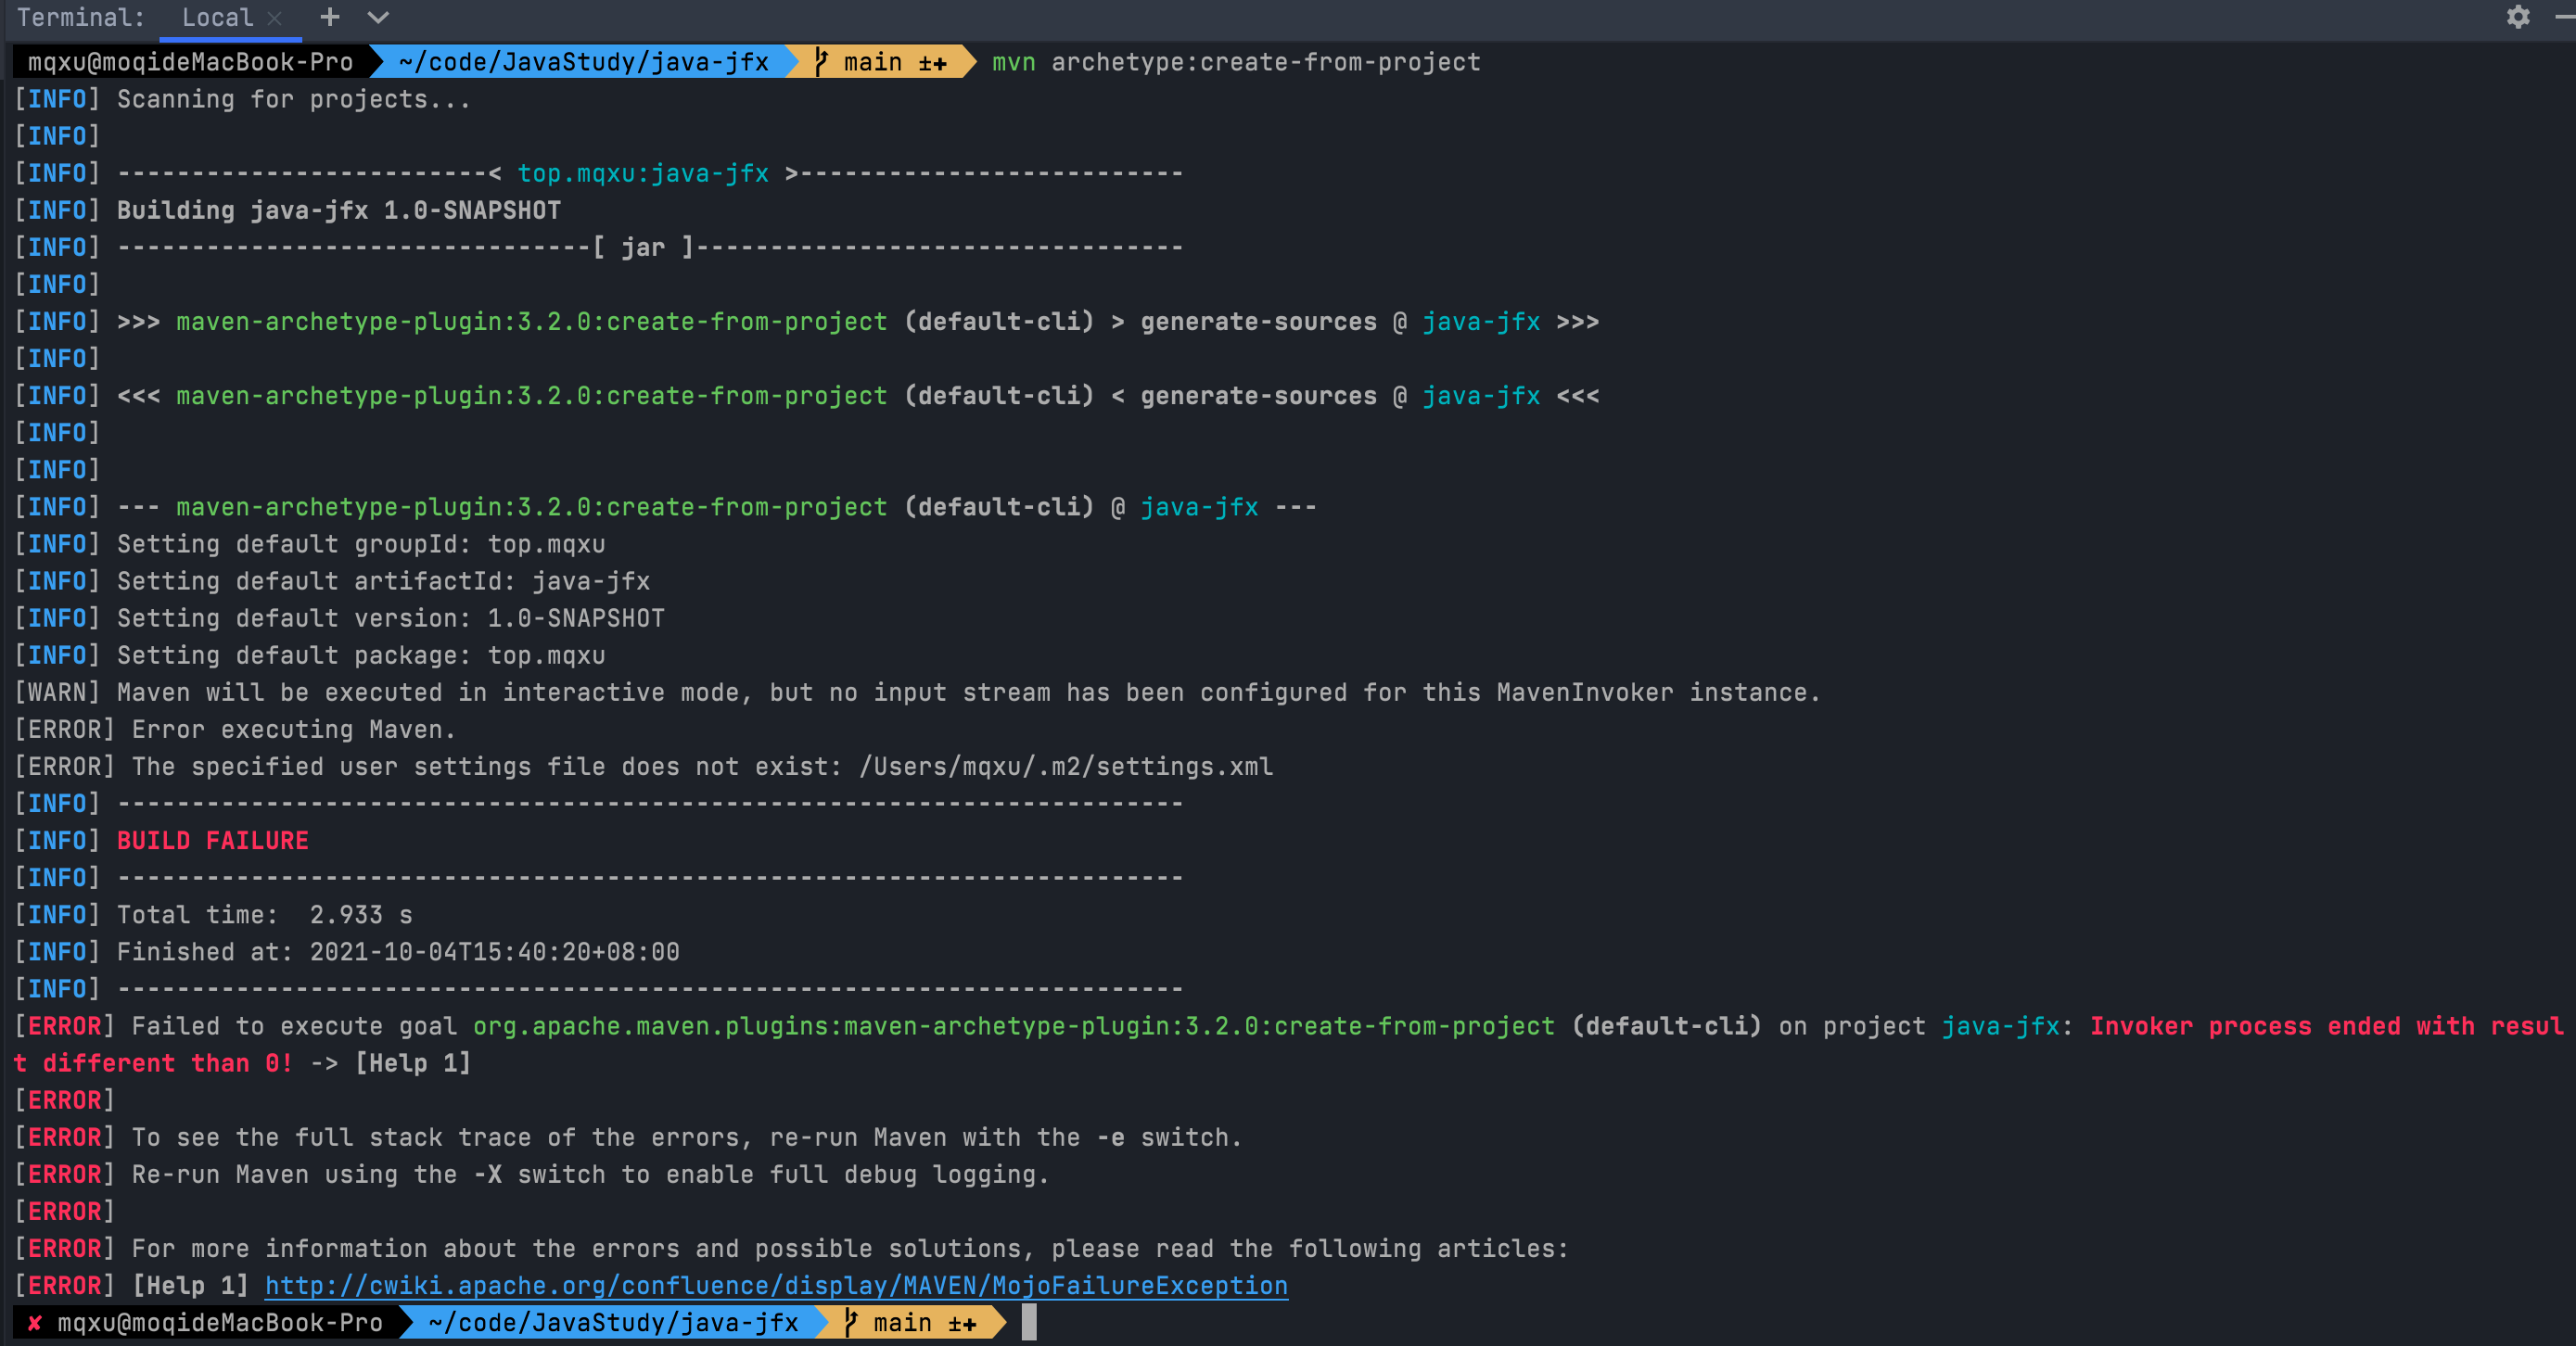 Terminal: Local × +
mqxu@moqideMacBook-Pro ~/code/JavaStudy/java-jfx main ±✚ mvn archetype:create-from-project
[INFO] Scanning for projects...
[INFO]
[INFO] -------------------------< top.mqxu:java-jfx >--------------------------
[INFO] Building java-jfx 1.0-SNAPSHOT
[INFO] --------------------------------[ jar ]---------------------------------
[INFO]
[INFO] >>> maven-archetype-plugin:3.2.0:create-from-project (default-cli) > generate-sources @ java-jfx >>>
[INFO]
[INFO] <<< maven-archetype-plugin:3.2.0:create-from-project (default-cli) < generate-sources @ java-jfx <<<
[INFO]
[INFO]
[INFO] --- maven-archetype-plugin:3.2.0:create-from-project (default-cli) @ java-jfx ---
[INFO] Setting default groupId: top.mqxu
[INFO] Setting default artifactId: java-jfx
[INFO] Setting default version: 1.0-SNAPSHOT
[INFO] Setting default package: top.mqxu
[WARN] Maven will be executed in interactive mode, but no input stream has been configured for this MavenInvoker instance.
[ERROR] Error executing Maven.
[ERROR] The specified user settings file does not exist: /Users/mqxu/.m2/settings.xml
[INFO] ------------------------------------------------------------------------
[INFO] BUILD FAILURE
[INFO] ------------------------------------------------------------------------
[INFO] Total time:  2.933 s
[INFO] Finished at: 2021-10-04T15:40:20+08:00
[INFO] ------------------------------------------------------------------------
[ERROR] Failed to execute goal org.apache.maven.plugins:maven-archetype-plugin:3.2.0:create-from-project (default-cli) on project java-jfx: Invoker process ended with resul
t different than 0! -> [Help 1]
[ERROR]
[ERROR] To see the full stack trace of the errors, re-run Maven with the -e switch.
[ERROR] Re-run Maven using the -X switch to enable full debug logging.
[ERROR]
[ERROR] For more information about the errors and possible solutions, please read the following articles:
[ERROR] [Help 1] http://cwiki.apache.org/confluence/display/MAVEN/MojoFailureException
✘ mqxu@moqideMacBook-Pro ~/code/JavaStudy/java-jfx main ±✚